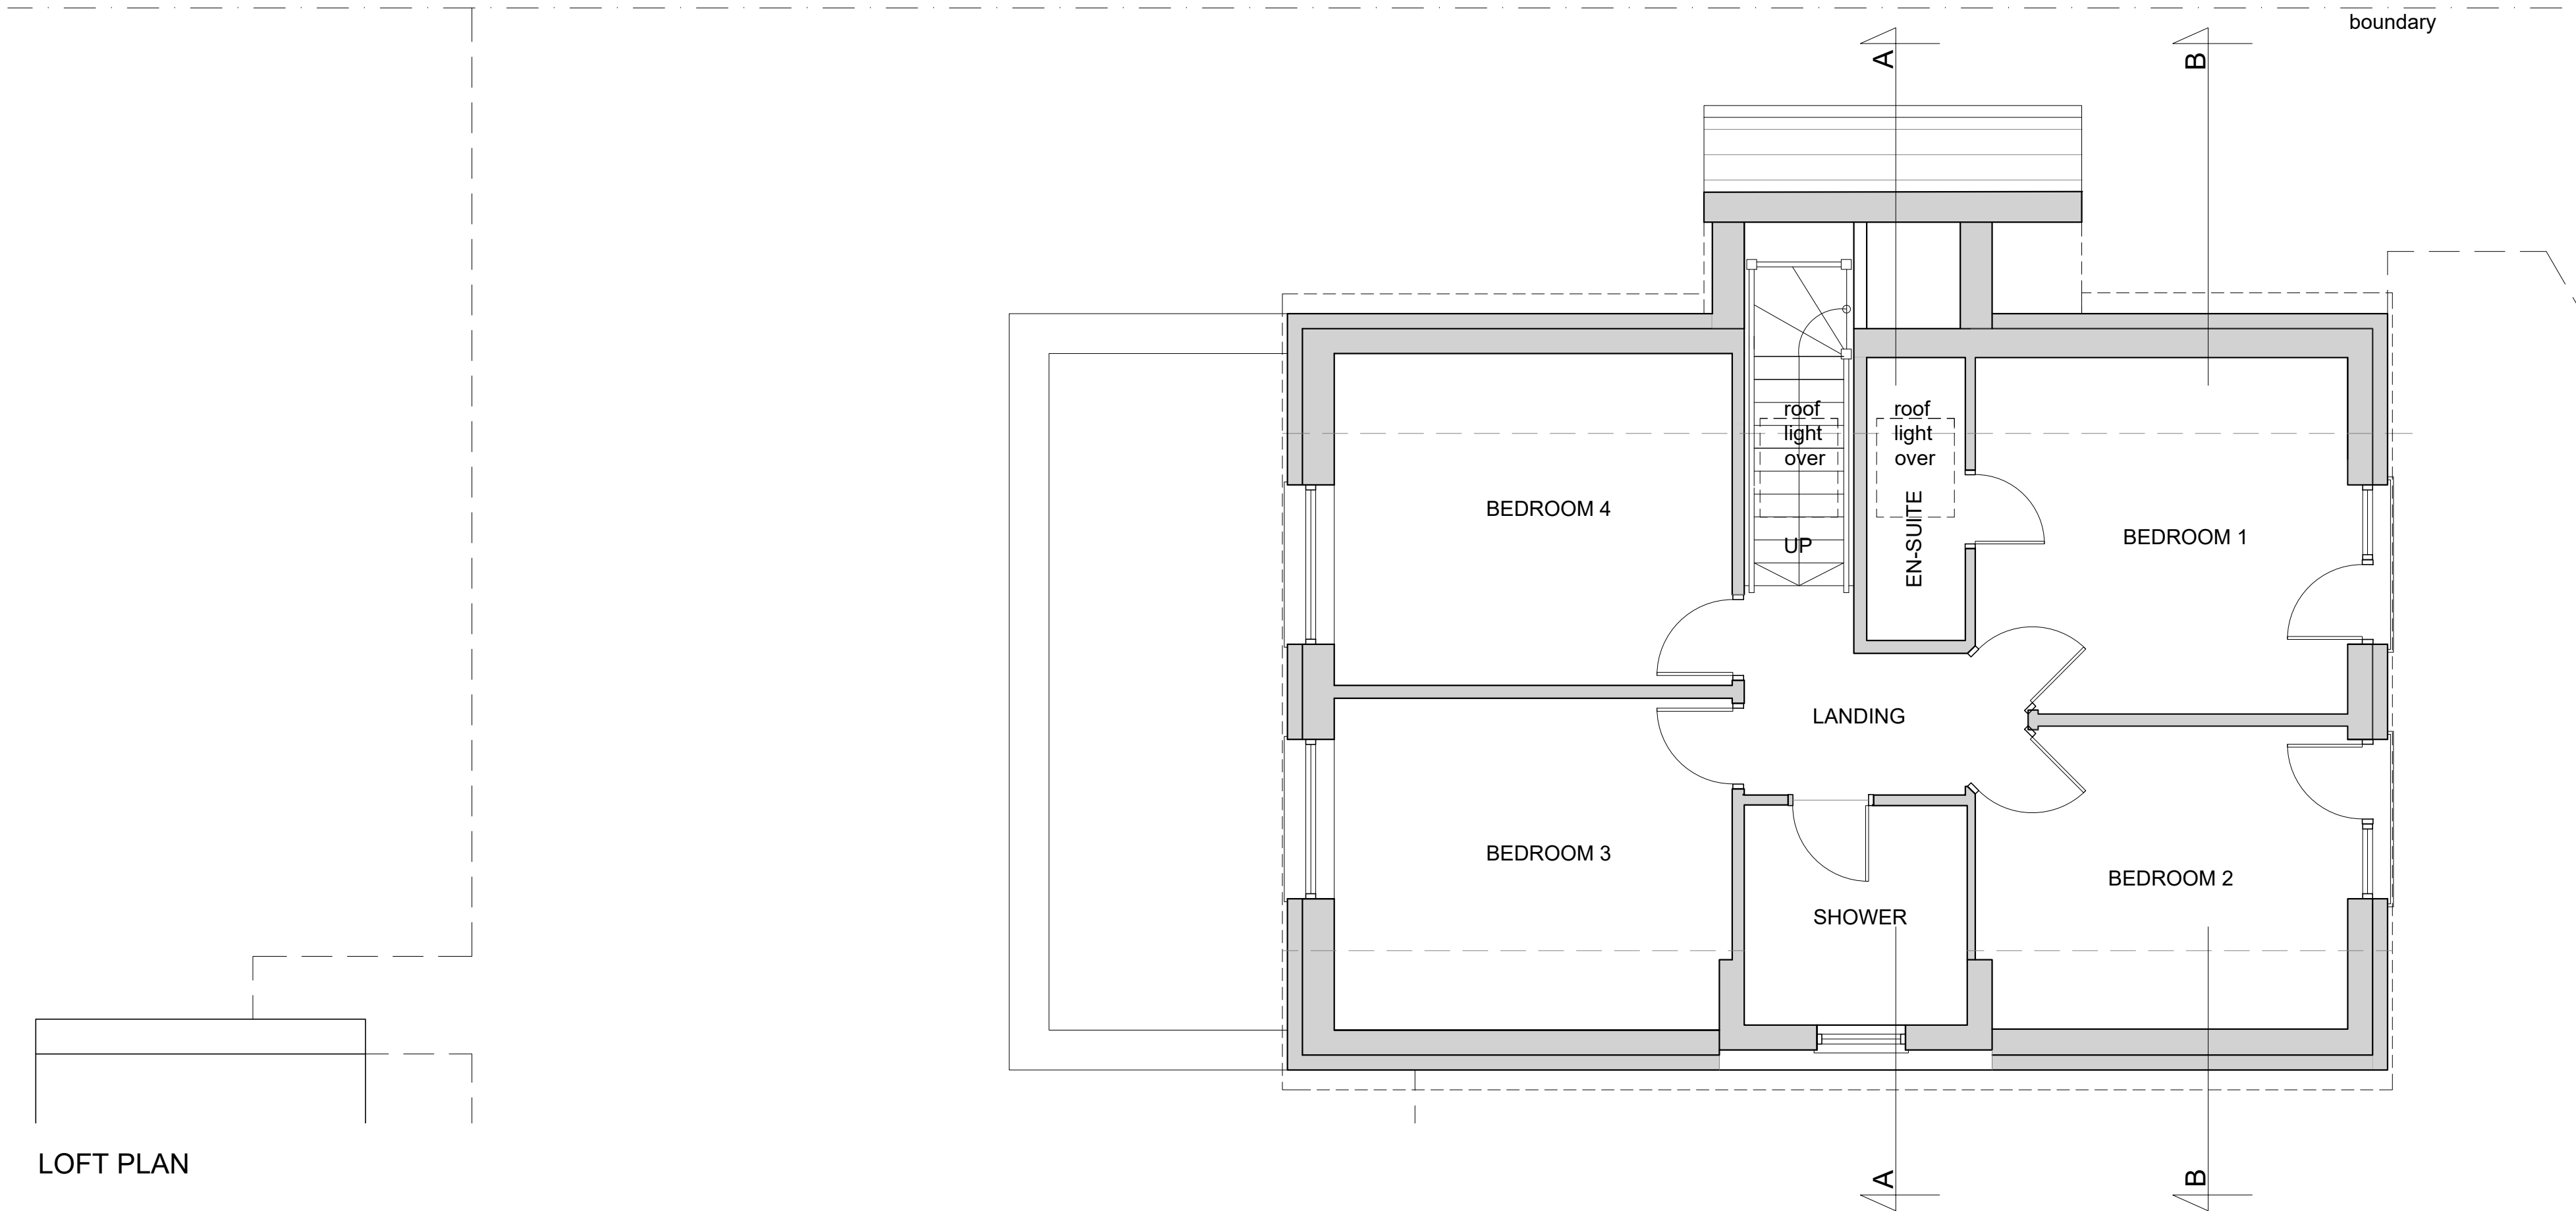 boundary
A
B
roof
light
over
roof
light
over
BEDROOM 4
EN-SUITE
BEDROOM 1
UP
LANDING
BEDROOM 3
BEDROOM 2
SHOWER
LOFT PLAN
A
B